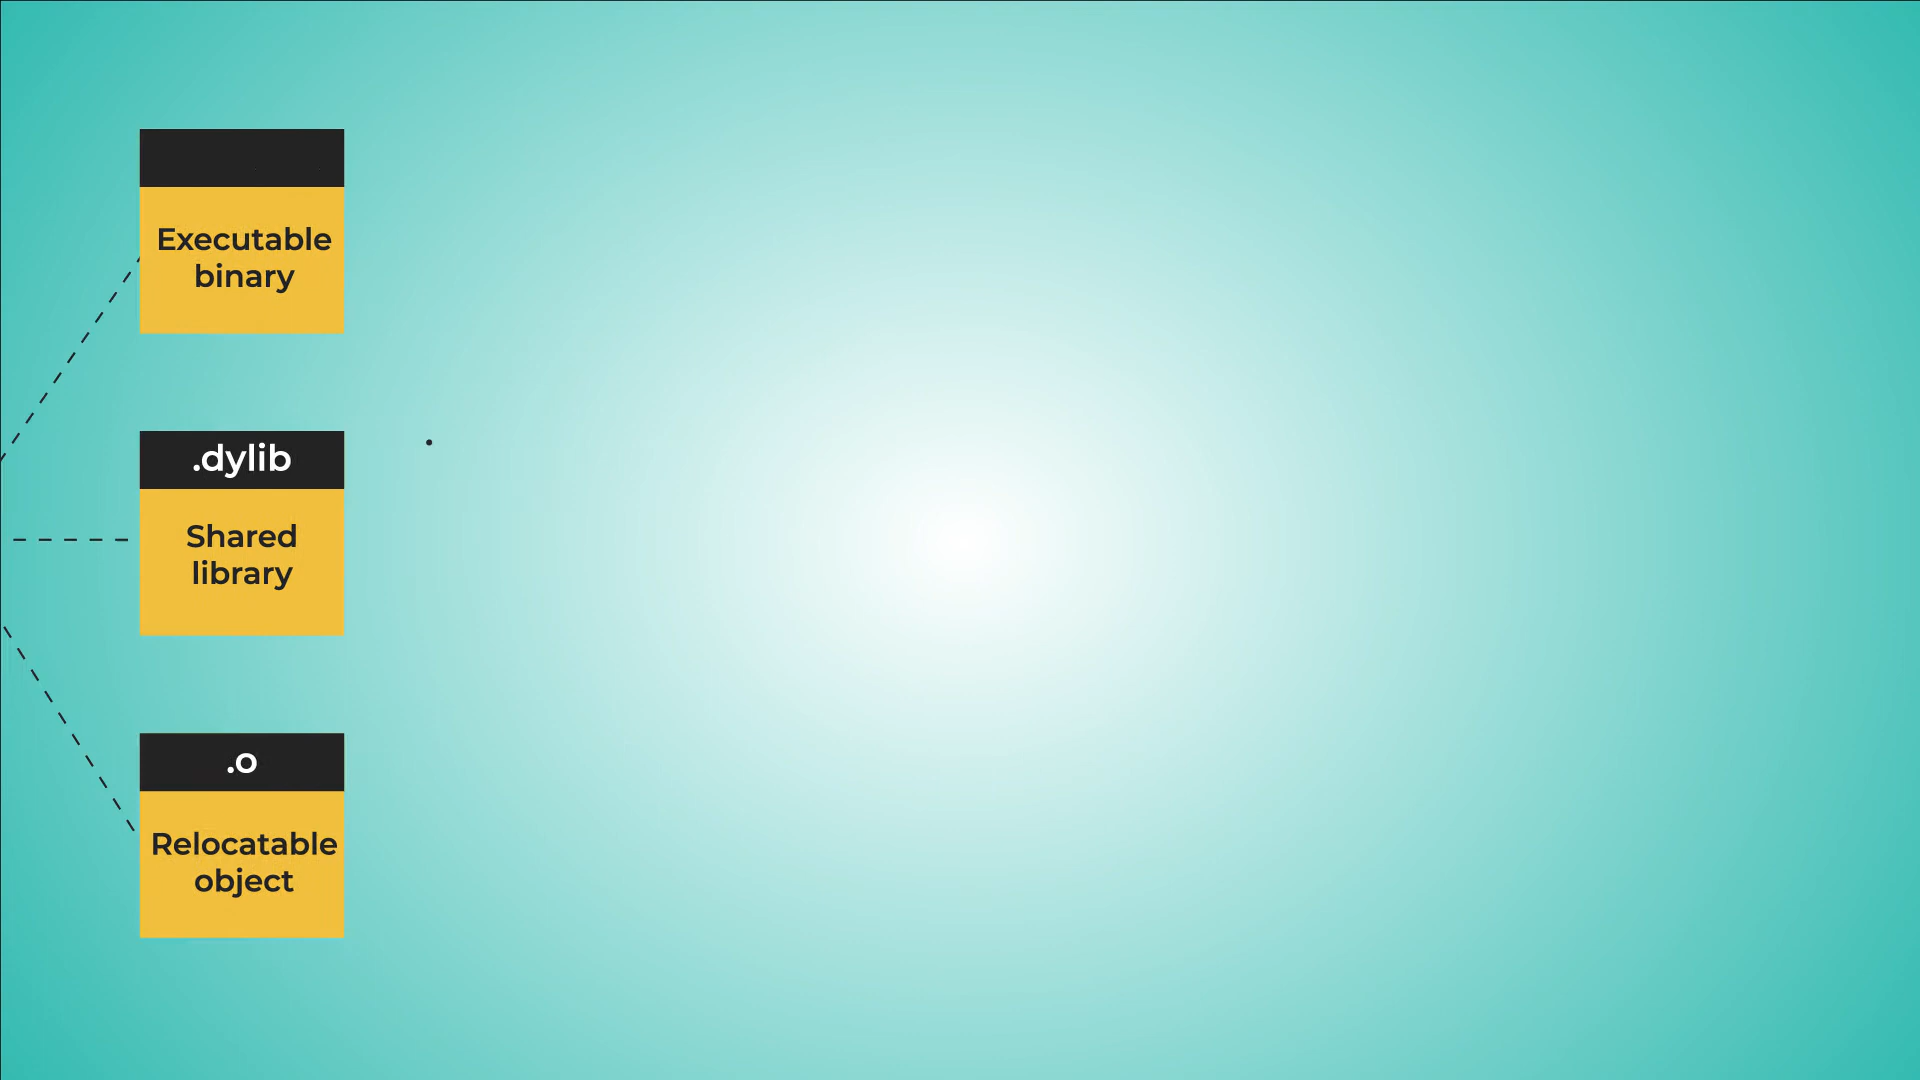 Executable
binary
.dylib
Shared
library
.o
Relocatable
object